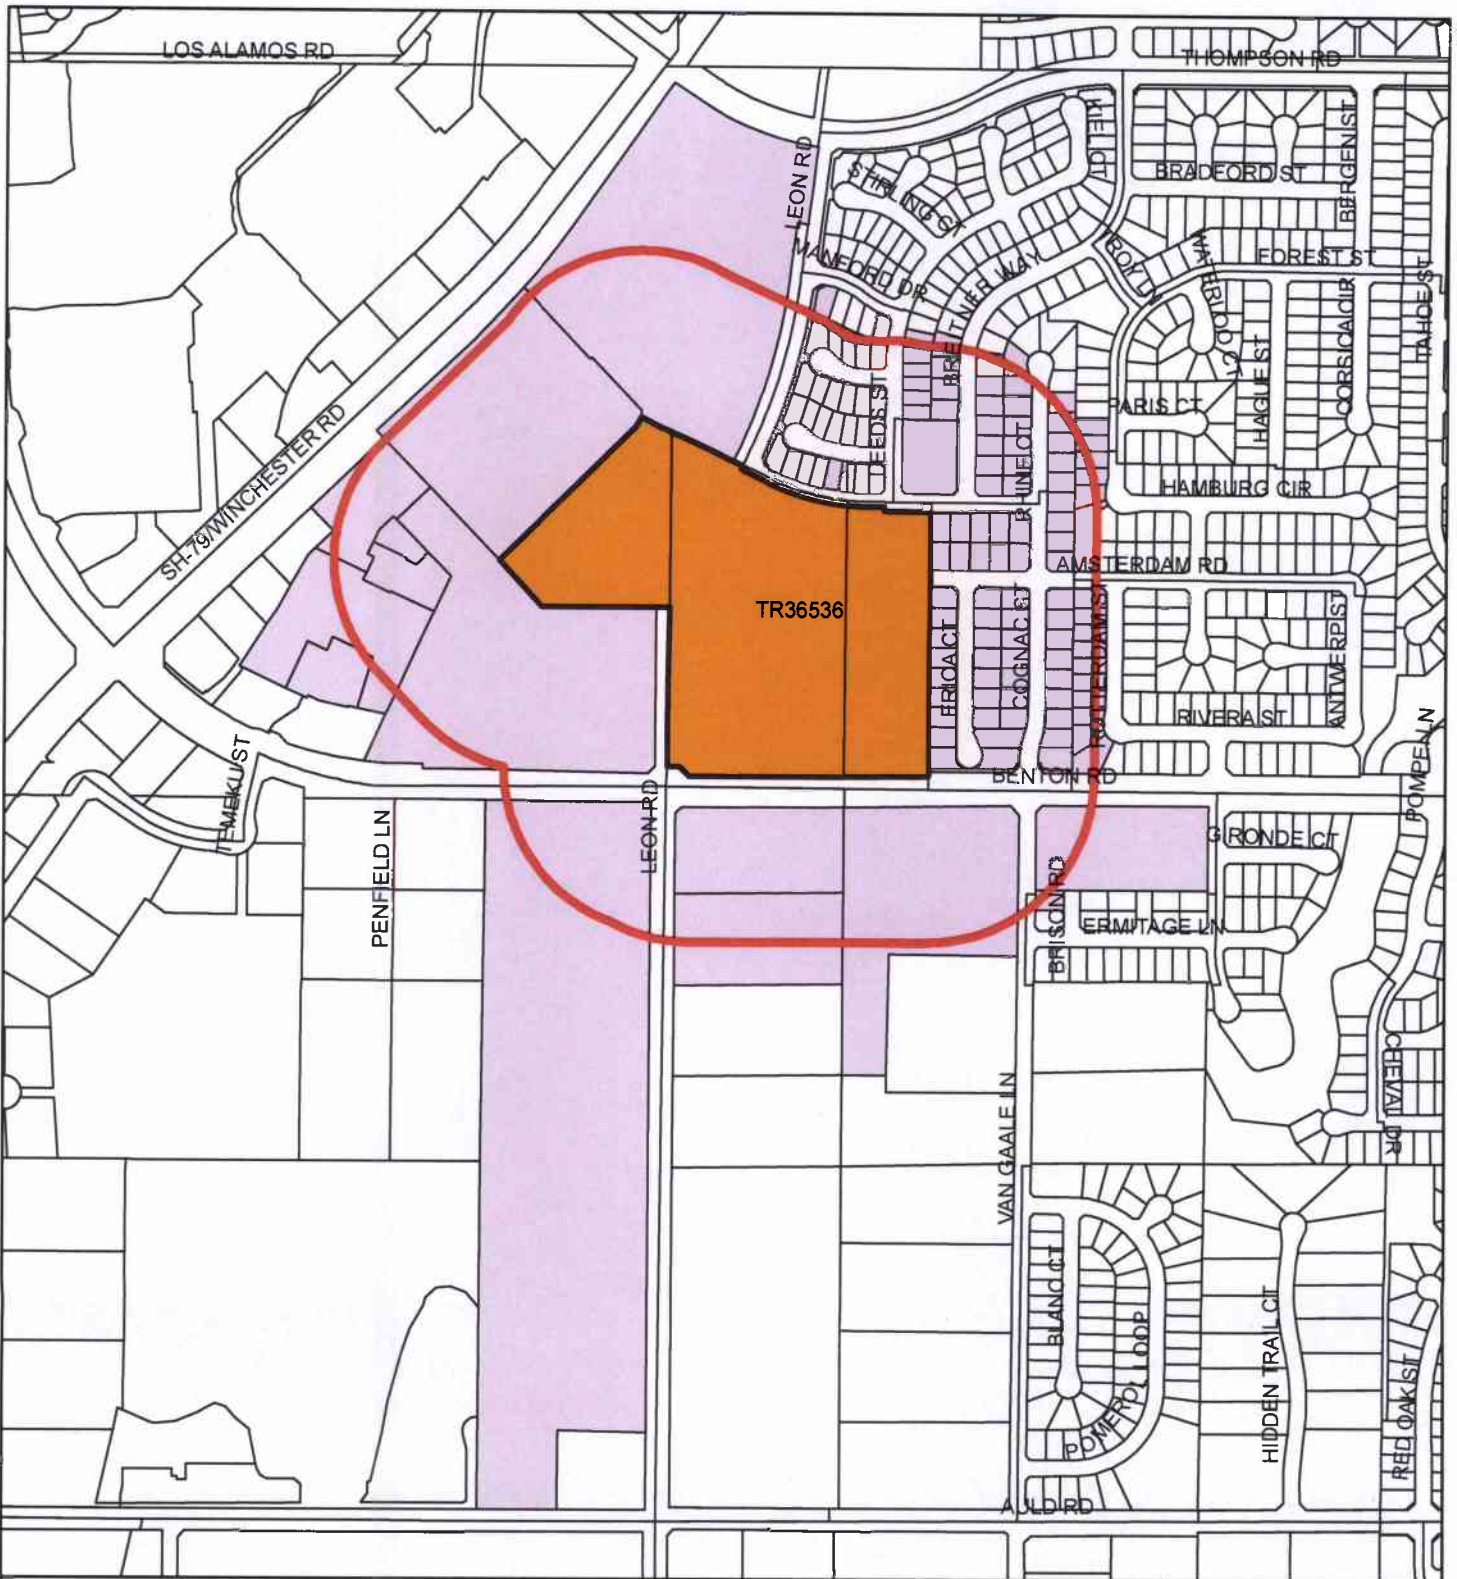 LOS ALAMOS RD
THOMPSON RD
KIEL CT
BERGEN ST
LEON RD
STIRLING CT
BRADFORD ST
MANFORD DR
BREITNER WAY
TROY LN
WATERLOO CT
FOREST ST
TAHOE ST
CORSICA CIR
HAGUE ST
LEEDS ST
PARIS CT
RHINE CT
SH-79/WINCHESTER RD
HAMBURG CIR
AMSTERDAM RD
TR36536
COGNAC CT
ROTTERDAM ST
ANTWERP ST
RIVERA ST
TEMEKU ST
BENTON RD
LEON RD
PENFIELD LN
GIRONDE CT
BRISON RD
ERMITAGE LN
CHEVAL DR
VAN GAALE LN
BLANC CT
POMEROL LOOP
HIDDEN TRAIL CT
RED OAK ST
AULD RD